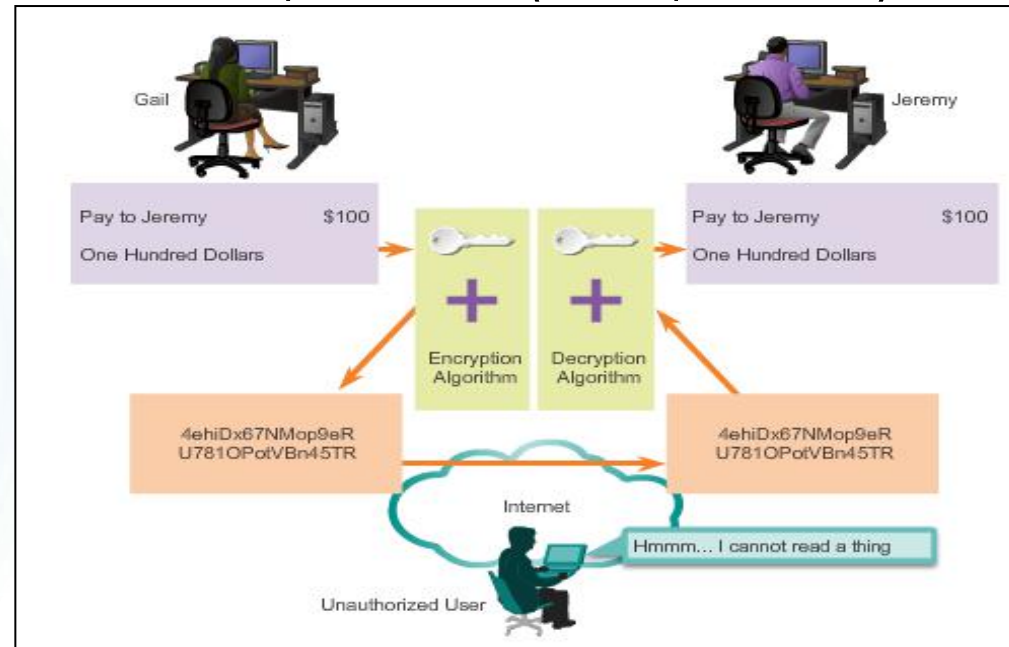 Gail
Jeremy
Pay to Jeremy $100
One Hundred Dollars
Pay to Jeremy $100
One Hundred Dollars
Encryption
Algorithm
Decryption
Algorithm
4ehiDx67NMop9eR
U781OPotVBn45TR
4ehiDx67NMop9eR
U781OPotVBn45TR
Internet
Hmmm... I cannot read a thing
Unauthorized User